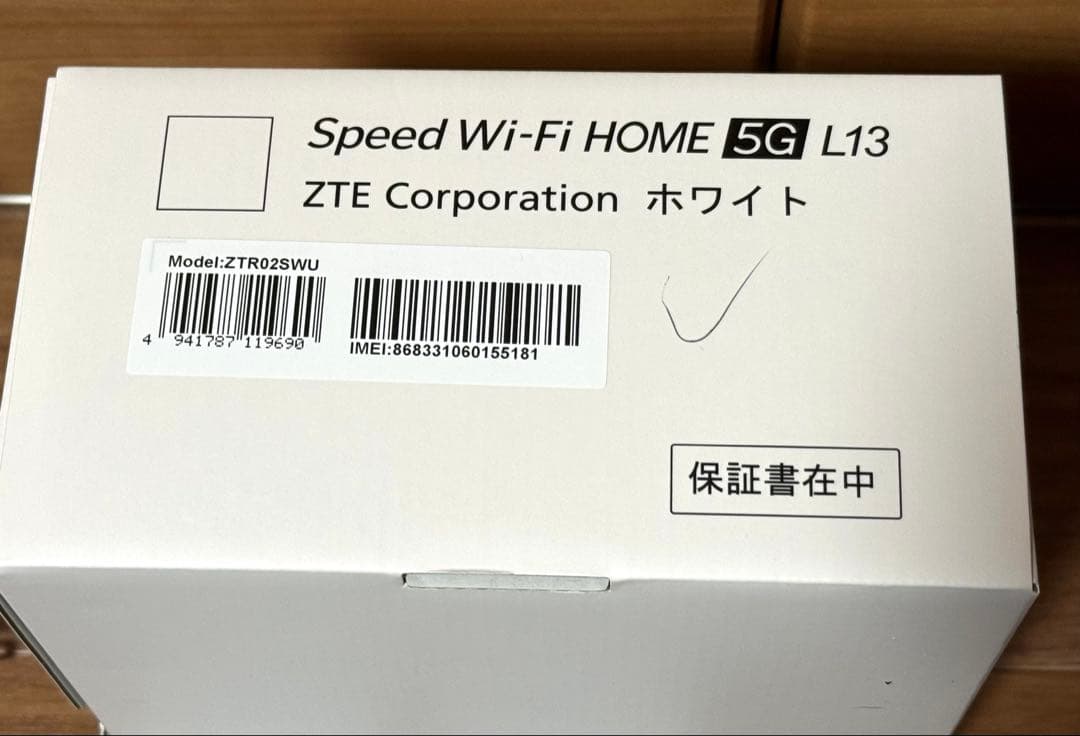 Speed Wi-Fi HOME 5G L13
ZTE Corporation ホワイト
Model:ZTR02SWU
4 941787 119690
IMEI:868331060155181
保証書在中